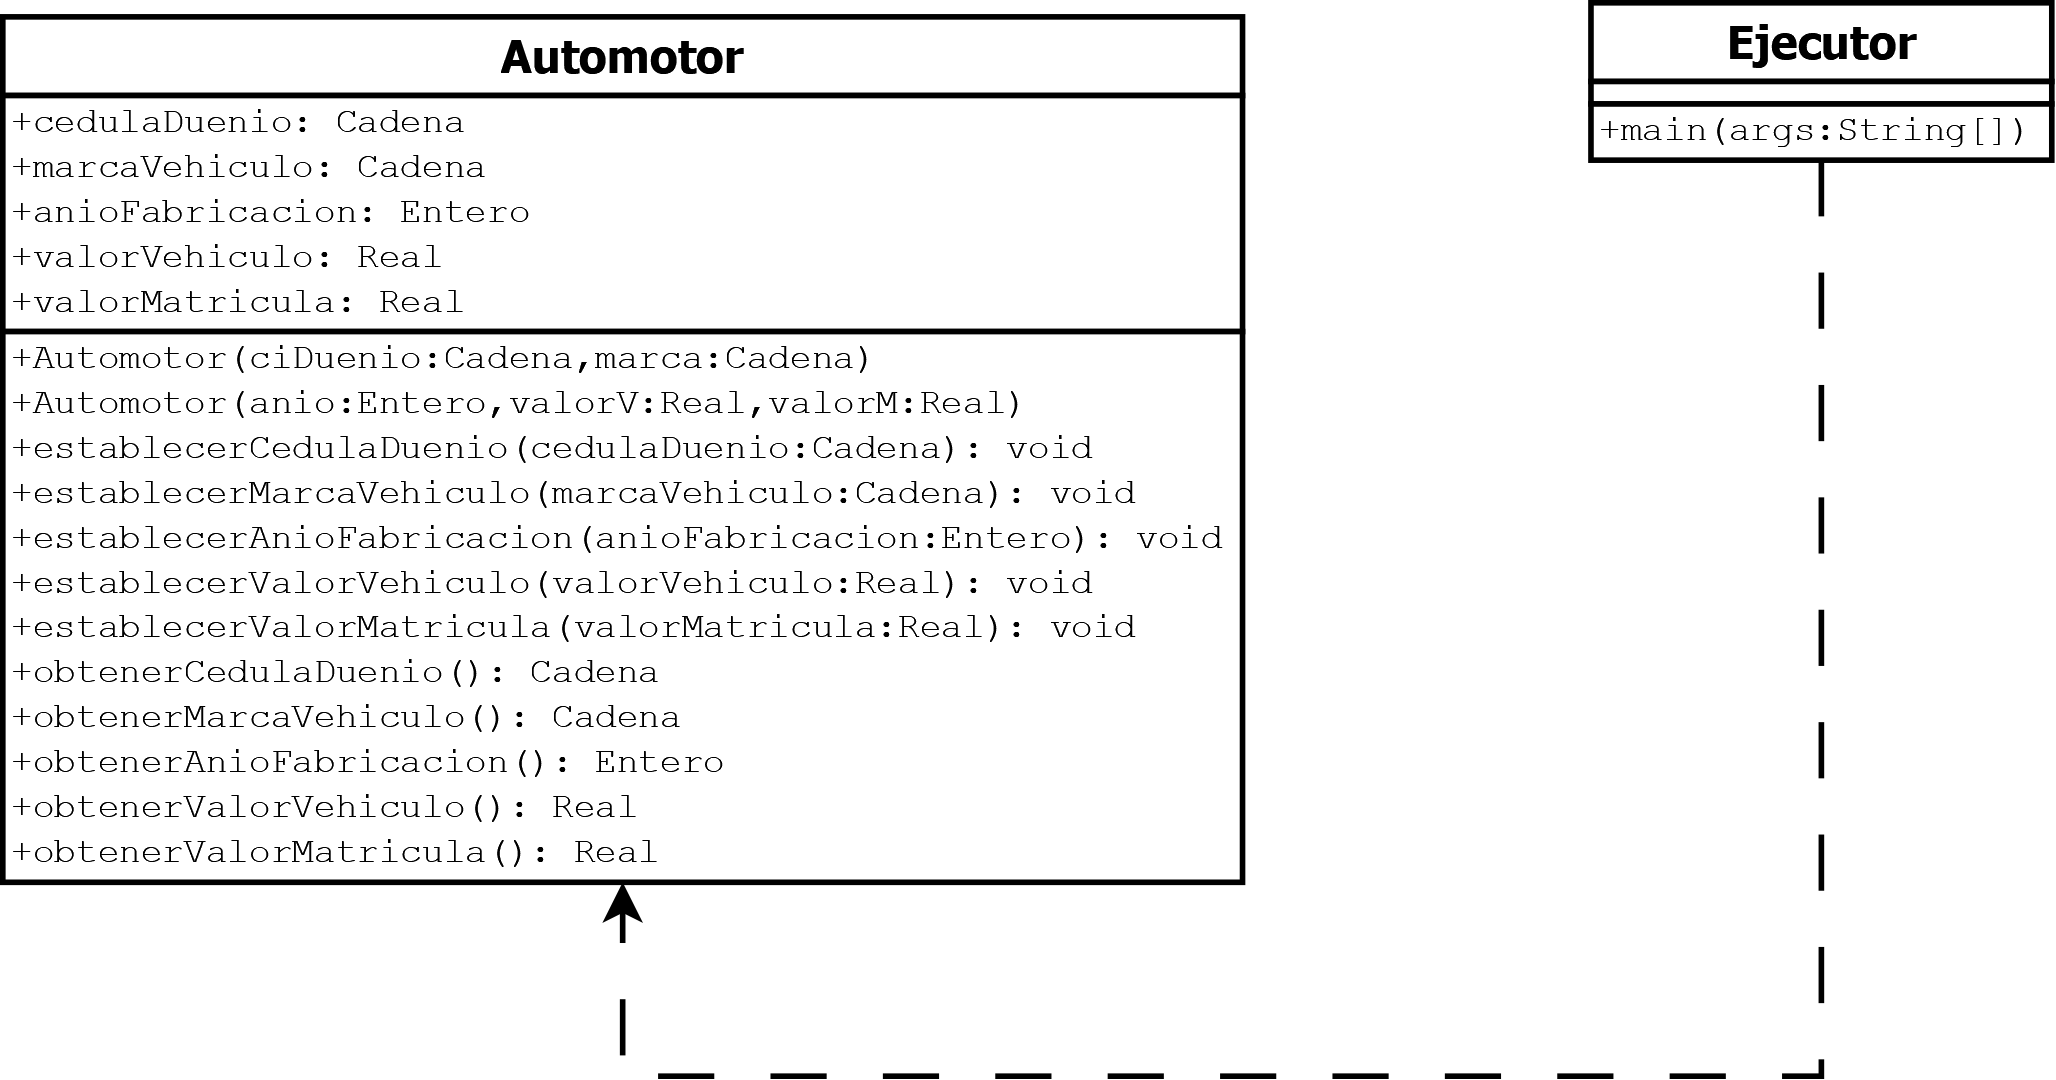 Automotor
+cedulaDuenio: Cadena
+marcaVehiculo: Cadena
+anioFabricacion: Entero
+valorVehiculo: Real
+valorMatricula: Real
+Automotor(ciDuenio:Cadena,marca:Cadena)
+Automotor(anio:Entero,valorV:Real,valorM:Real)
+establecerCedulaDuenio(cedulaDuenio:Cadena): void
+establecerMarcaVehiculo(marcaVehiculo:Cadena): void
+establecerAnioFabricacion(anioFabricacion:Entero): void
+establecerValorVehiculo(valorVehiculo:Real): void
+establecerValorMatricula(valorMatricula:Real): void
+obtenerCedulaDuenio(): Cadena
+obtenerMarcaVehiculo(): Cadena
+obtenerAnioFabricacion(): Entero
+obtenerValorVehiculo(): Real
+obtenerValorMatricula(): Real
Ejecutor
+main(args:String[])